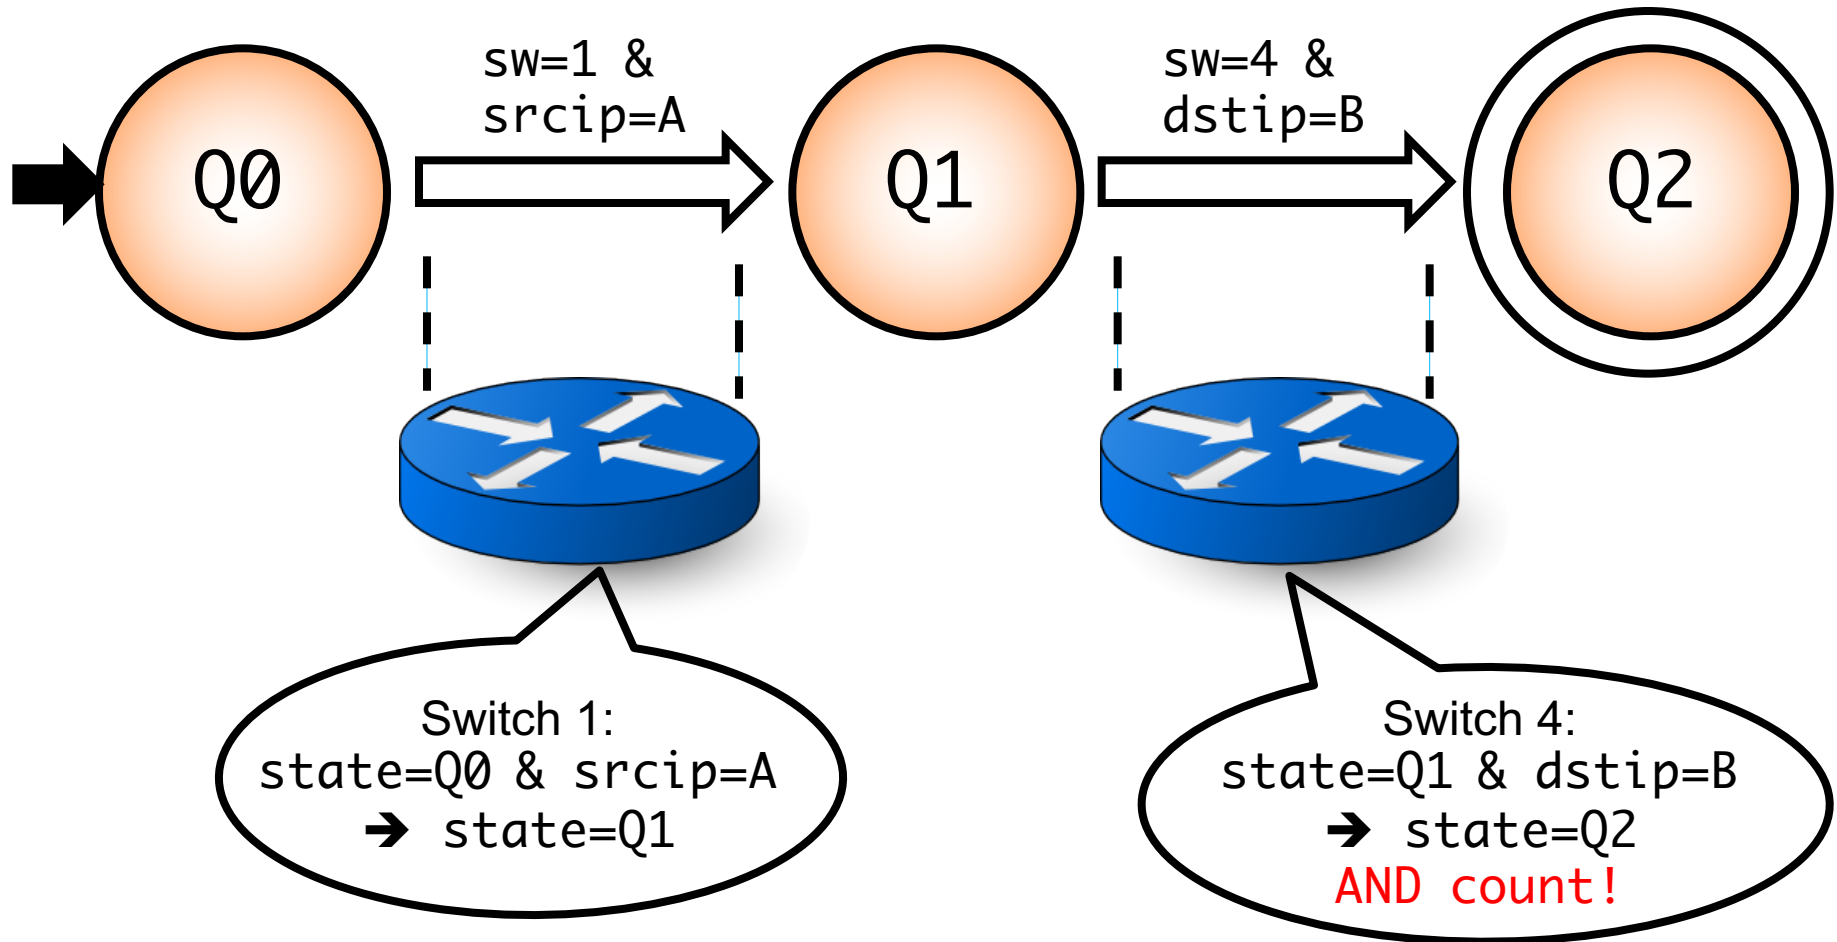 sw=1 &
srcip=A
sw=4 &
dstip=B
Q0
Q1
Q2
Switch 1:
state=Q0 & srcip=A
➔ state=Q1
Switch 4:
state=Q1 & dstip=B
➔ state=Q2
AND count!